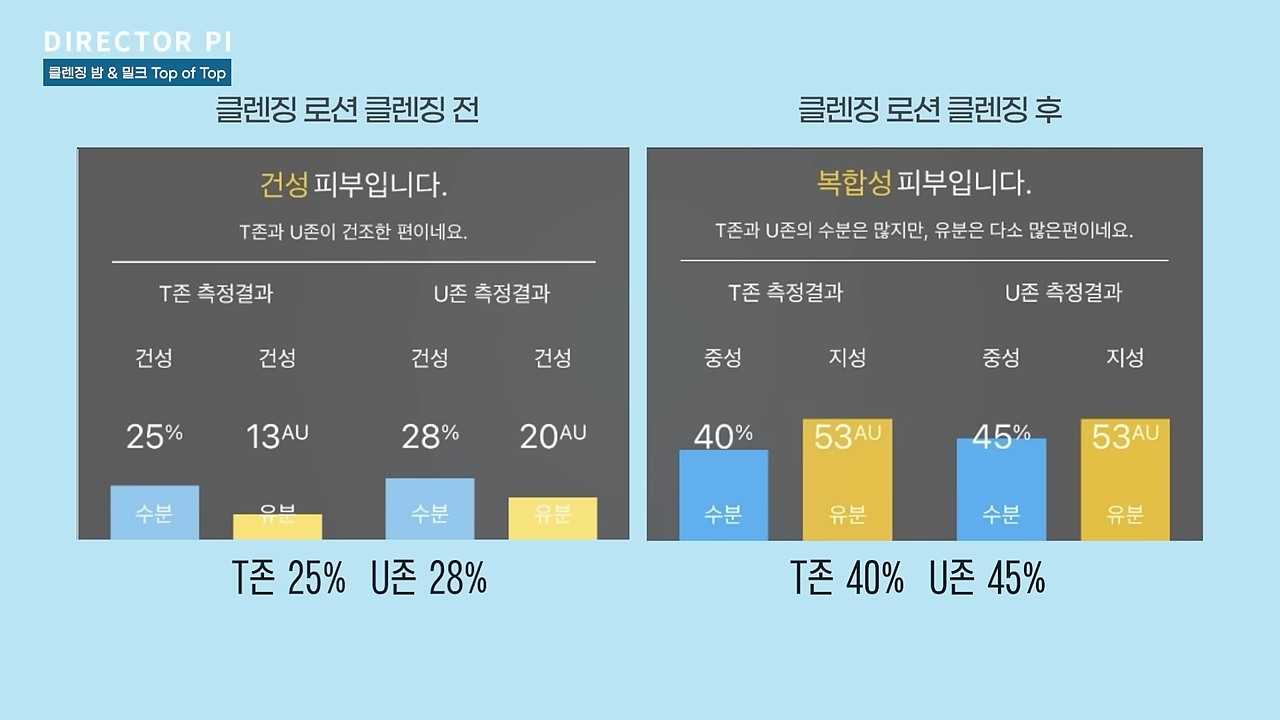 DIRECTOR PI
클렌징 밤 & 밀크 Top of Top
클렌징 로션 클렌징 전
건성 피부입니다.
T존과 U존이 건조한 편이네요.
T존 측정결과 U존 측정결과
건성 건성 건성 건성
25% 13AU 28% 20AU
수분 유분 수분 유분
T존 25% U존 28%
클렌징 로션 클렌징 후
복합성 피부입니다.
T존과 U존의 수분은 많지만, 유분은 다소 많은편이네요.
T존 측정결과 U존 측정결과
중성 지성 중성 지성
40% 53AU 45% 53AU
수분 유분 수분 유분
T존 40% U존 45%